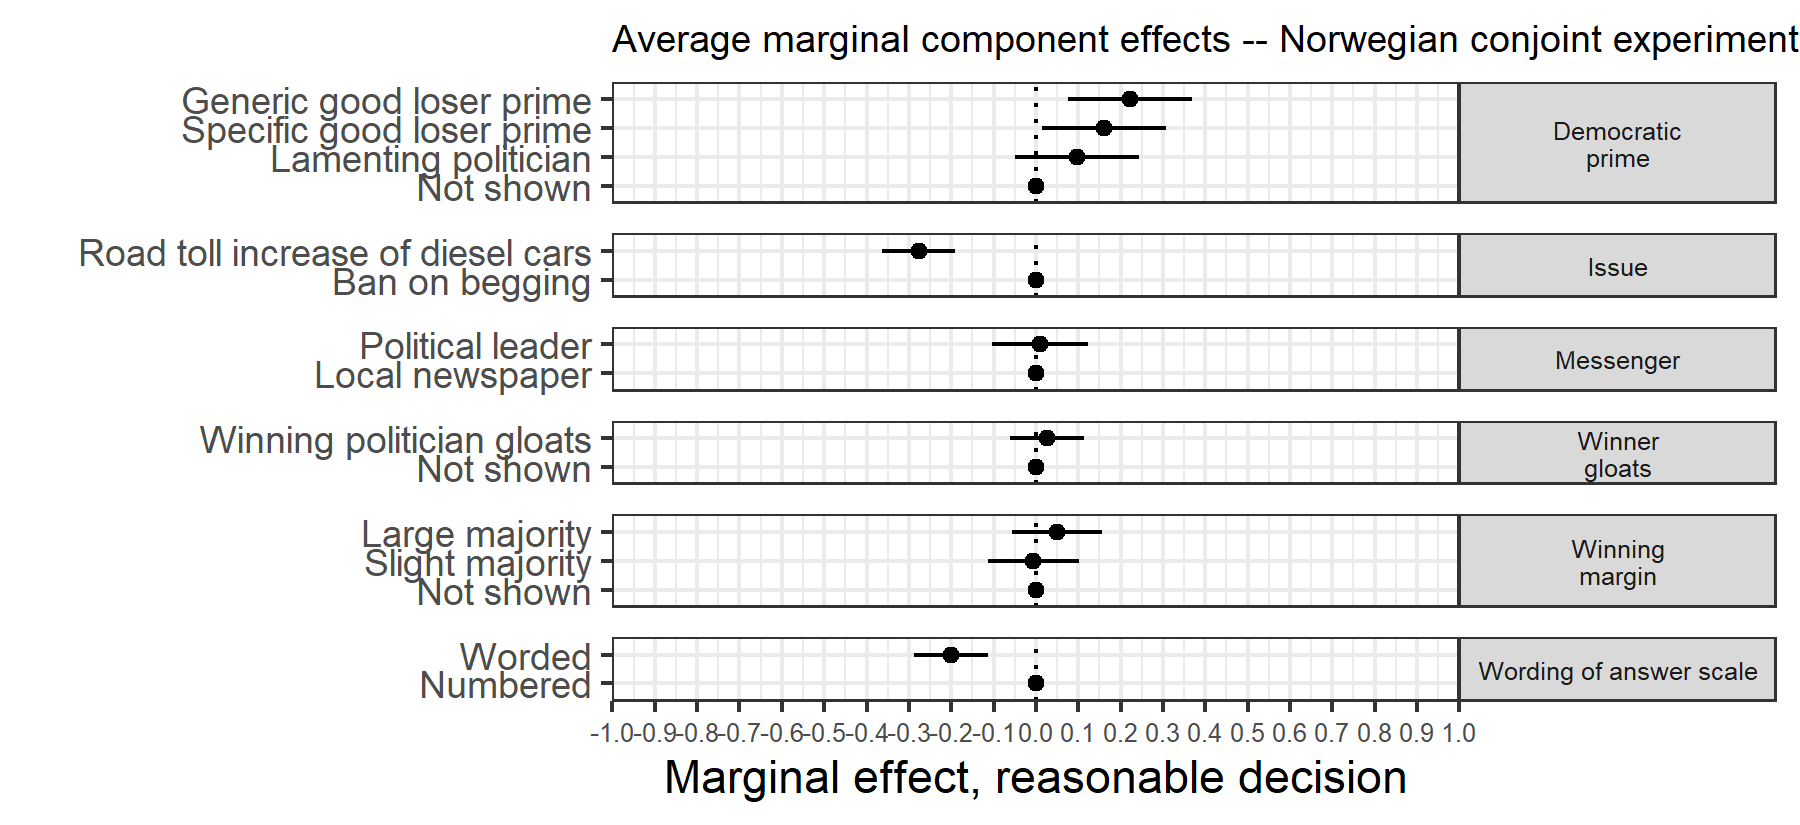 Average marginal component effects -- Norwegian conjoint experiment
Generic good loser prime
Specific good loser prime
Lamenting politician
Not shown
Democratic
prime
Road toll increase of diesel cars
Ban on begging
Issue
Political leader
Local newspaper
Messenger
Winning politician gloats
Not shown
Winner
gloats
Large majority
Slight majority
Not shown
Winning
margin
Worded
Numbered
Wording of answer scale
-1.0 -0.9 -0.8 -0.7 -0.6 -0.5 -0.4 -0.3 -0.2 -0.1 0.0 0.1 0.2 0.3 0.4 0.5 0.6 0.7 0.8 0.9 1.0
Marginal effect, reasonable decision